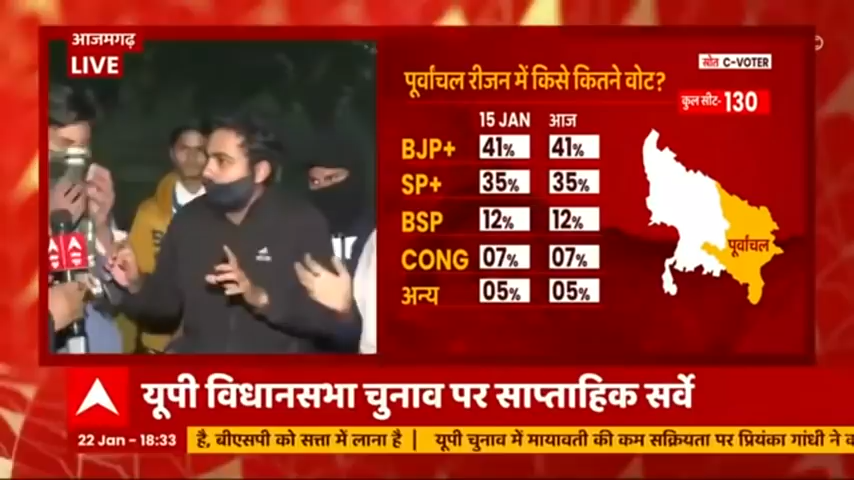 आजमगढ़
LIVE
स्रोत C-VOTER
पूर्वांचल रीजन में किसे कितने वोट?
कुल सीट- 130
15 JAN आज
BJP+ 41% 41%
SP+ 35% 35%
BSP 12% 12%
CONG 07% 07%
अन्य 05% 05%
पूर्वांचल
यूपी विधानसभा चुनाव पर साप्ताहिक सर्वे
22 Jan - 18:33 है, बीएसपी को सत्ता में लाना है | यूपी चुनाव में मायावती की कम सक्रियता पर प्रियंका गांधी ने